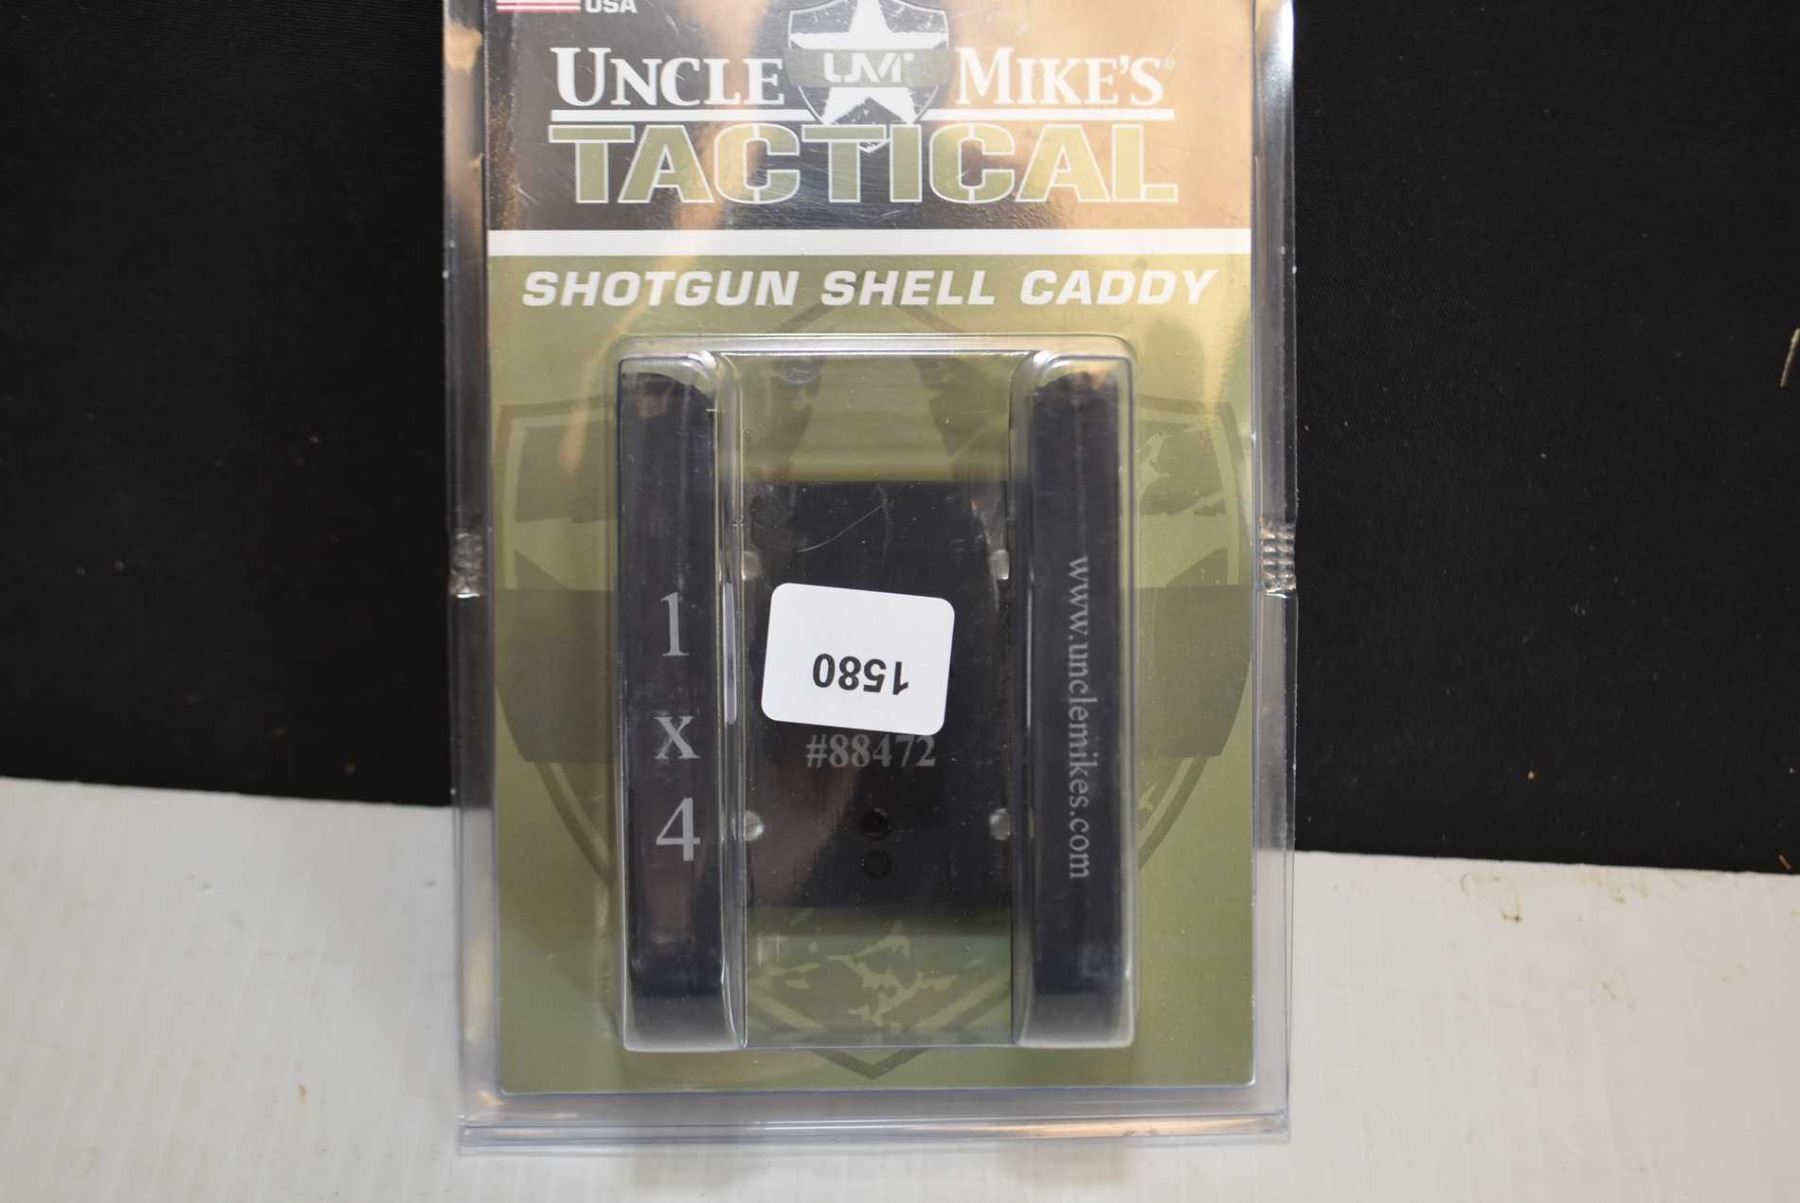 USA
UNCLE UM MIKE'S®
TACTICAL
SHOTGUN SHELL CADDY
1
x
4
1580
#88472
www.unclemikes.com